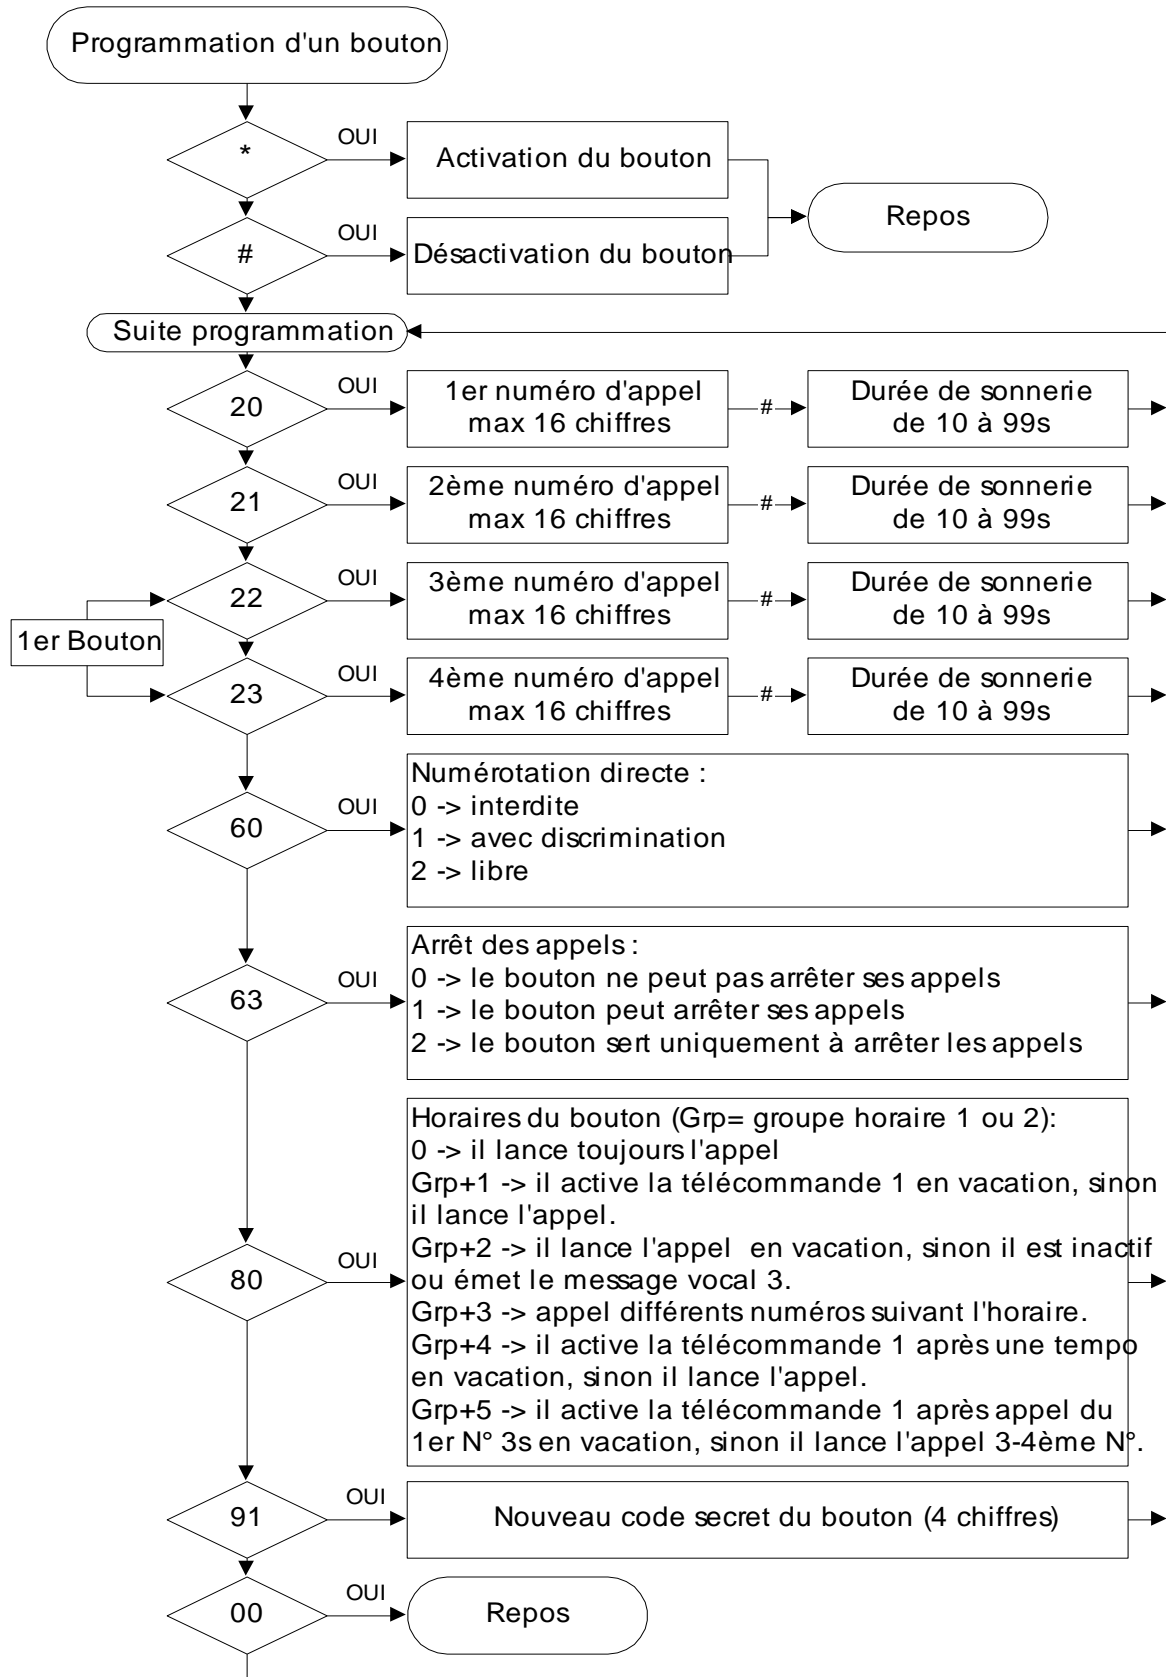 Programmation d'un bouton
*
OUI
Activation du bouton
Repos
#
OUI
Désactivation du bouton
Suite programmation
20
OUI
1er numéro d'appel
max 16 chiffres
#
Durée de sonnerie
de 10 à 99s
21
OUI
2ème numéro d'appel
max 16 chiffres
#
Durée de sonnerie
de 10 à 99s
1er Bouton
22
OUI
3ème numéro d'appel
max 16 chiffres
#
Durée de sonnerie
de 10 à 99s
23
OUI
4ème numéro d'appel
max 16 chiffres
#
Durée de sonnerie
de 10 à 99s
60
OUI
Numérotation directe :
0 -> interdite
1 -> avec discrimination
2 -> libre
63
OUI
Arrêt des appels :
0 -> le bouton ne peut pas arrêter ses appels
1 -> le bouton peut arrêter ses appels
2 -> le bouton sert uniquement à arrêter les appels
80
OUI
Horaires du bouton (Grp= groupe horaire 1 ou 2):
0 -> il lance toujours l'appel
Grp+1 -> il active la télécommande 1 en vacation, sinon
il lance l'appel.
Grp+2 -> il lance l'appel  en vacation, sinon il est inactif
ou émet le message vocal 3.
Grp+3 -> appel différents numéros suivant l'horaire.
Grp+4 -> il active la télécommande 1 après une tempo
en vacation, sinon il lance l'appel.
Grp+5 -> il active la télécommande 1 après appel du
1er N° 3s en vacation, sinon il lance l'appel 3-4ème N°.
91
OUI
Nouveau code secret du bouton (4 chiffres)
00
OUI
Repos